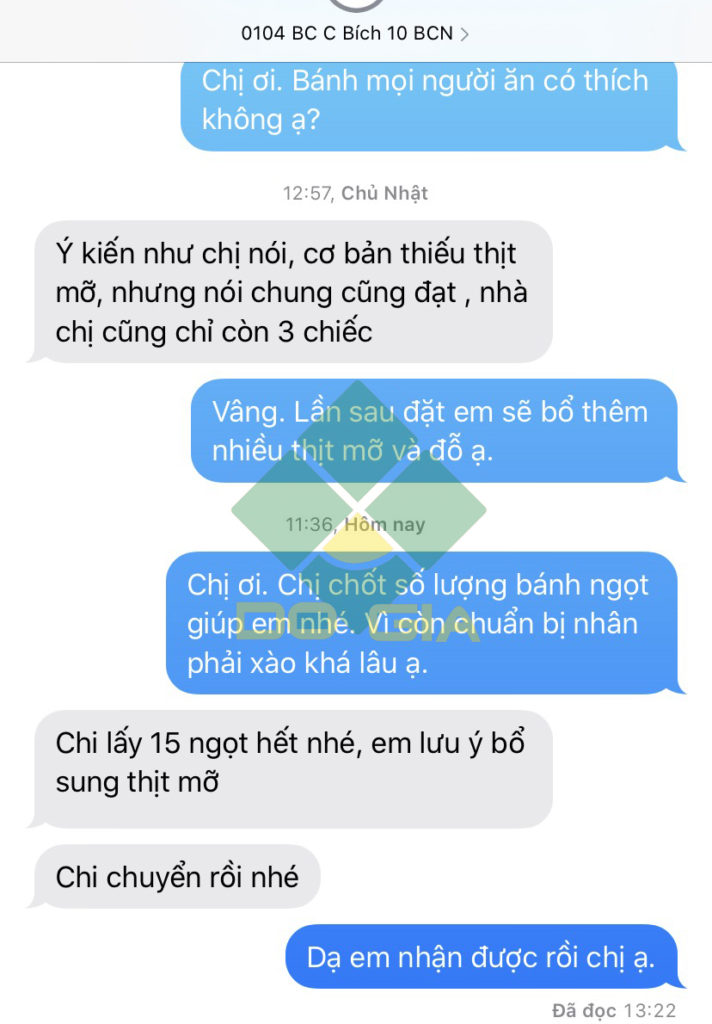 0104 BC C Bích 10 BCN >
Chị ơi. Bánh mọi người ăn có thích
không ạ?
12:57, Chủ Nhật
Ý kiến như chị nói, cơ bản thiếu thịt
mỡ, nhưng nói chung cũng đạt , nhà
chị cũng chỉ còn 3 chiếc
Vâng. Lần sau đặt em sẽ bổ thêm
nhiều thịt mỡ và đỗ ạ.
11:36, Hôm nay
Chị ơi. Chị chốt số lượng bánh ngọt
giúp em nhé. Vì còn chuẩn bị nhân
phải xào khá lâu ạ.
DO GIA
Chi lấy 15 ngọt hết nhé, em lưu ý bổ
sung thịt mỡ
Chi chuyển rồi nhé
Dạ em nhận được rồi chị ạ.
Đã đọc 13:22